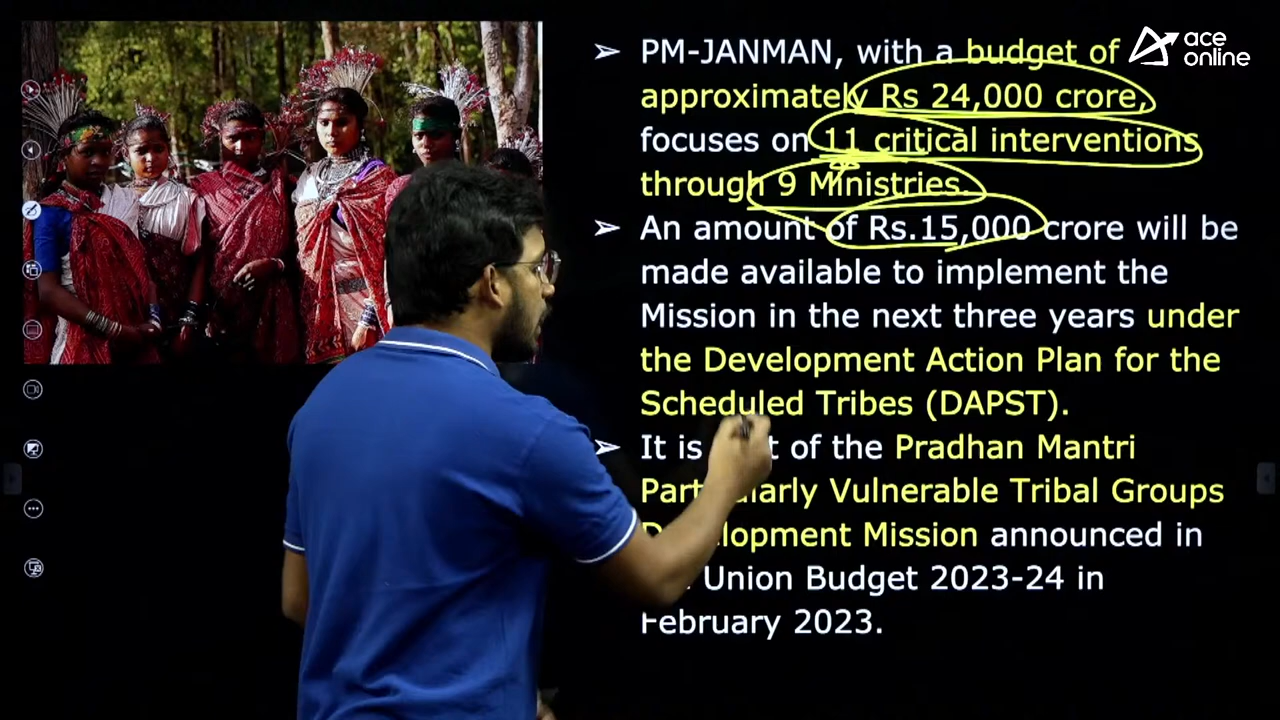 ace
online
PM-JANMAN, with a budget of
approximately Rs 24,000 crore,
focuses on 11 critical interventions
through 9 Ministries.
An amount of Rs.15,000 crore will be
made available to implement the
Mission in the next three years under
the Development Action Plan for the
Scheduled Tribes (DAPST).
It is of the Pradhan Mantri
Vulnerable Tribal Groups
Mission announced in
Union Budget 2023-24 in
February 2023.